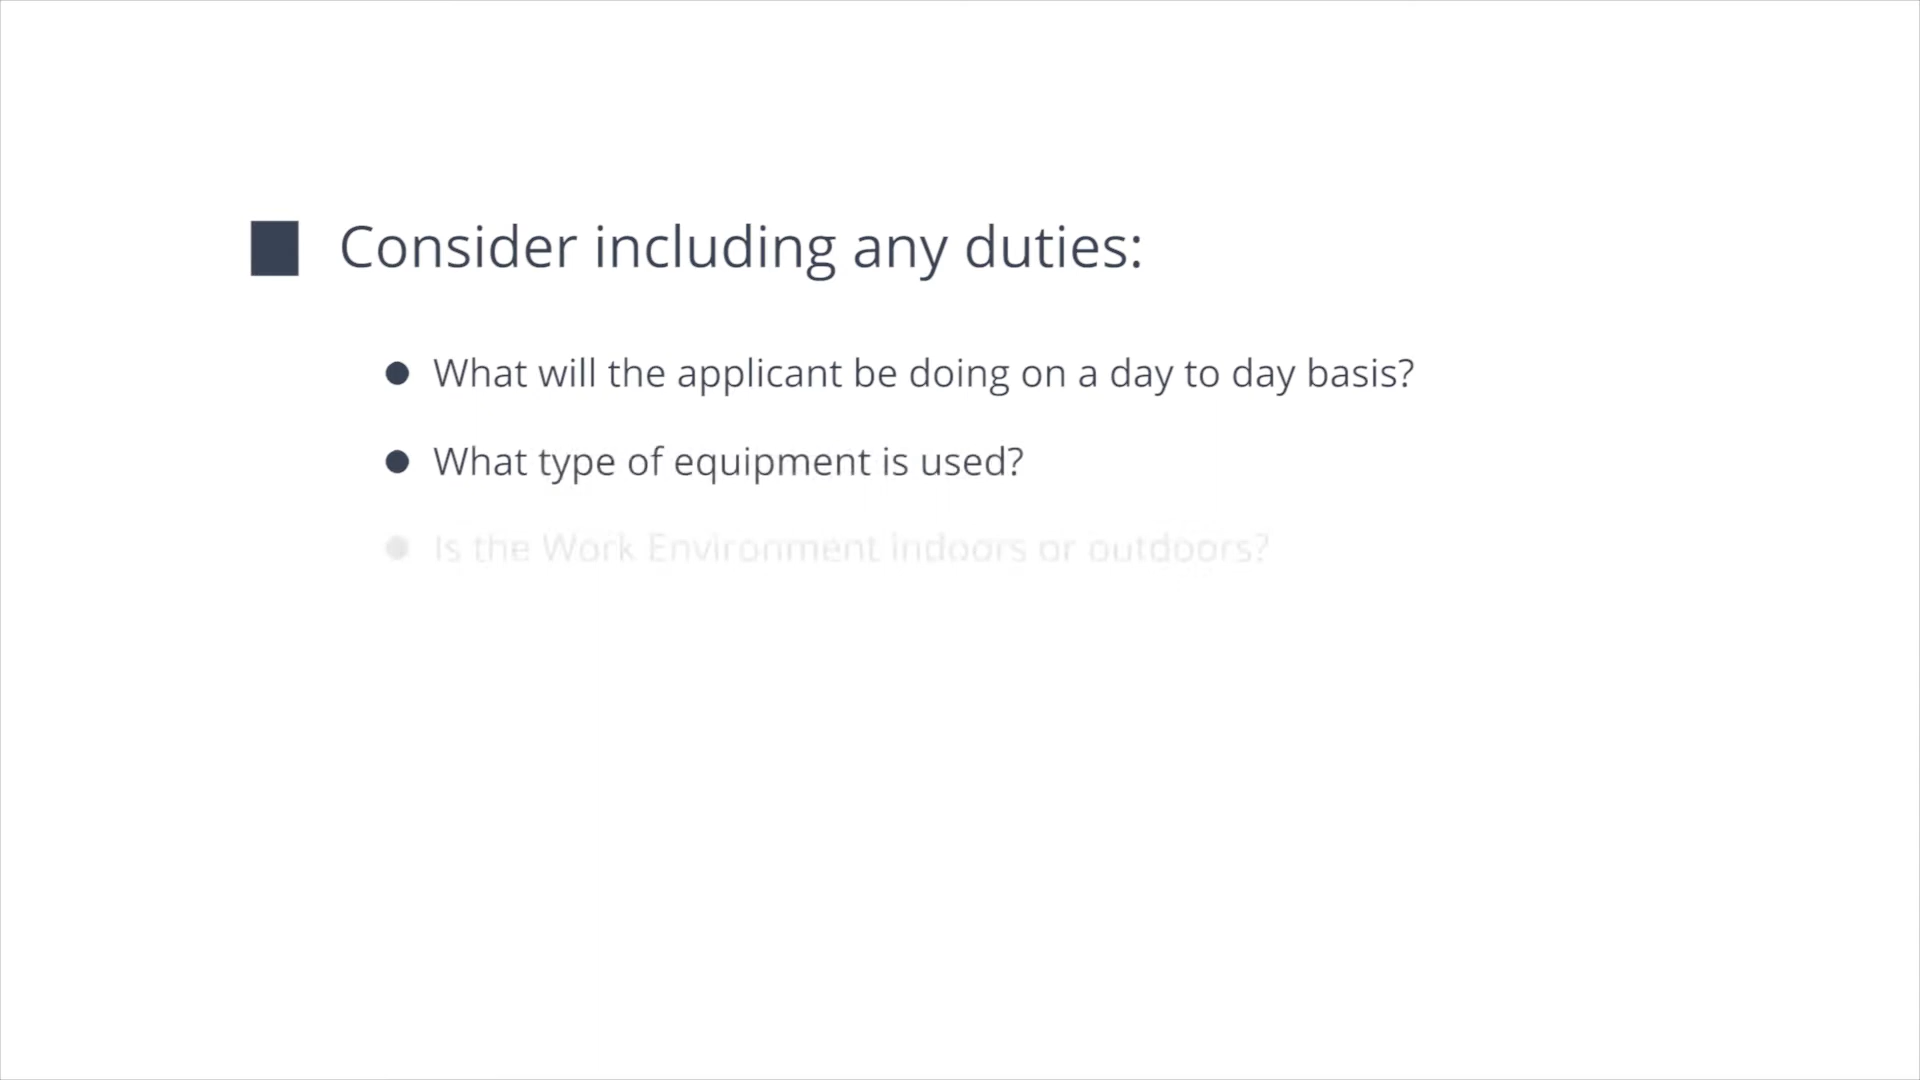 Consider including any duties:
What will the applicant be doing on a day to day basis?
What type of equipment is used?
Is the Work Environment indoors or outdoors?